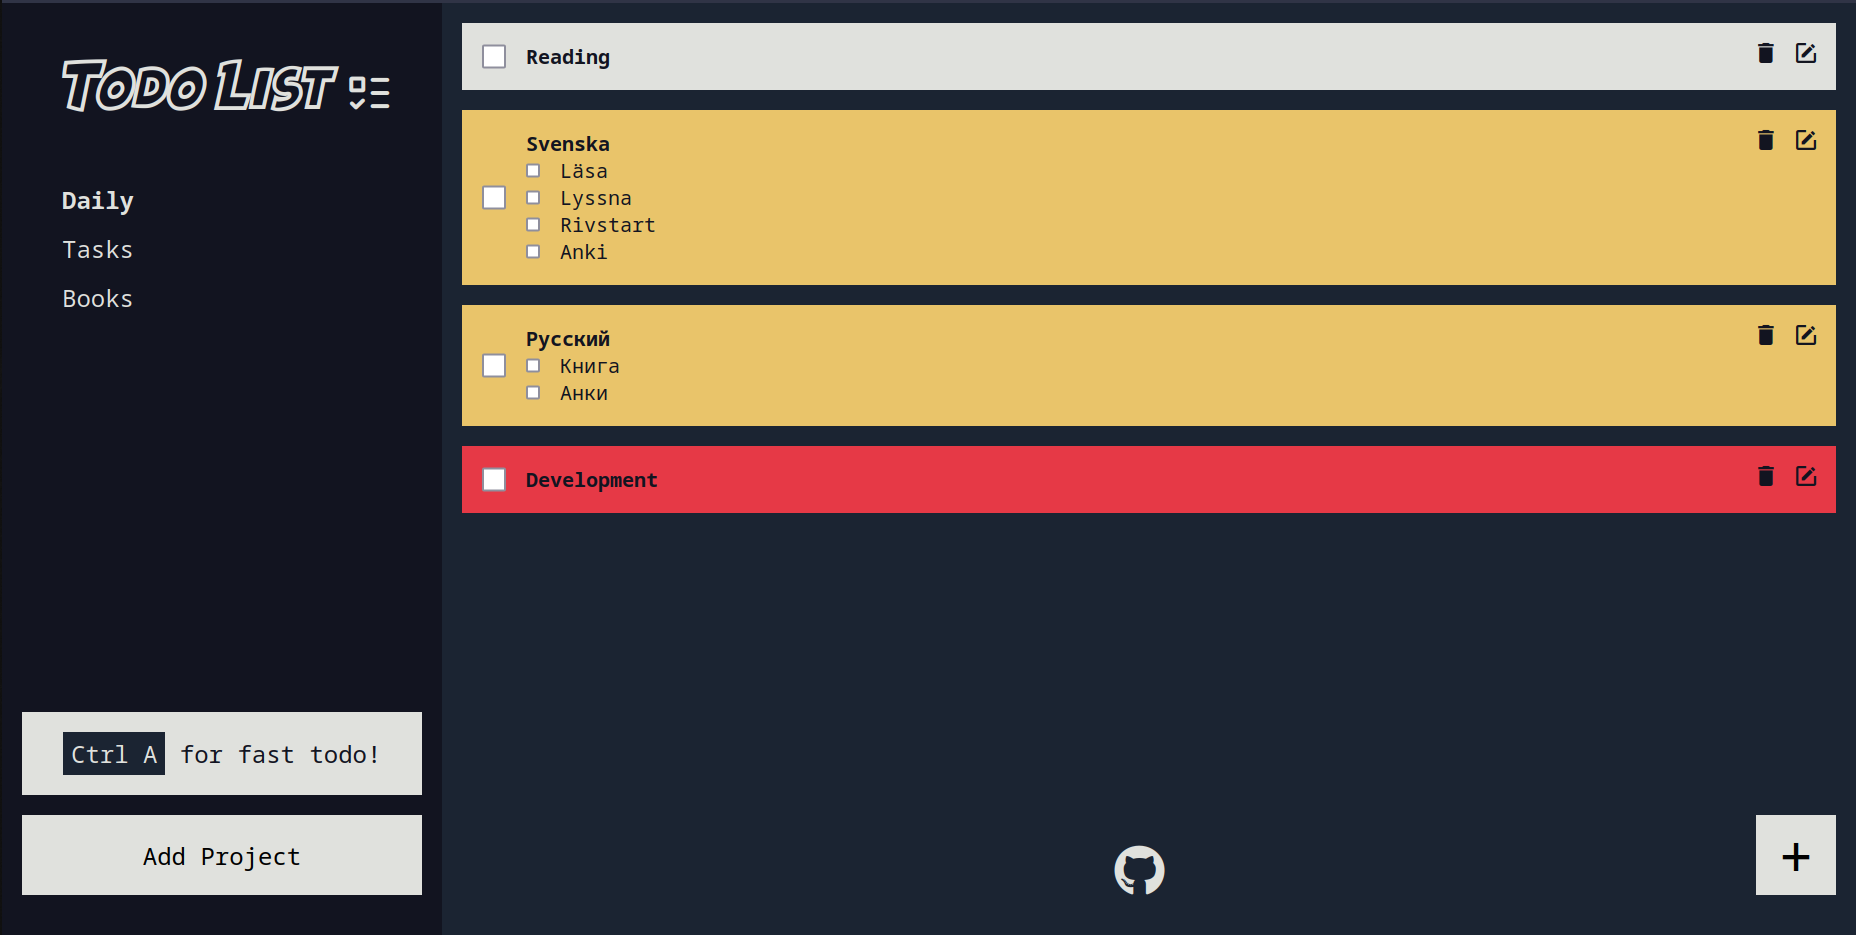 Todo List
Daily
Tasks
Books
Ctrl A for fast todo!
Add Project
Reading
Svenska
Läsa
Lyssna
Rivstart
Anki
Русский
Книга
Анки
Development
+